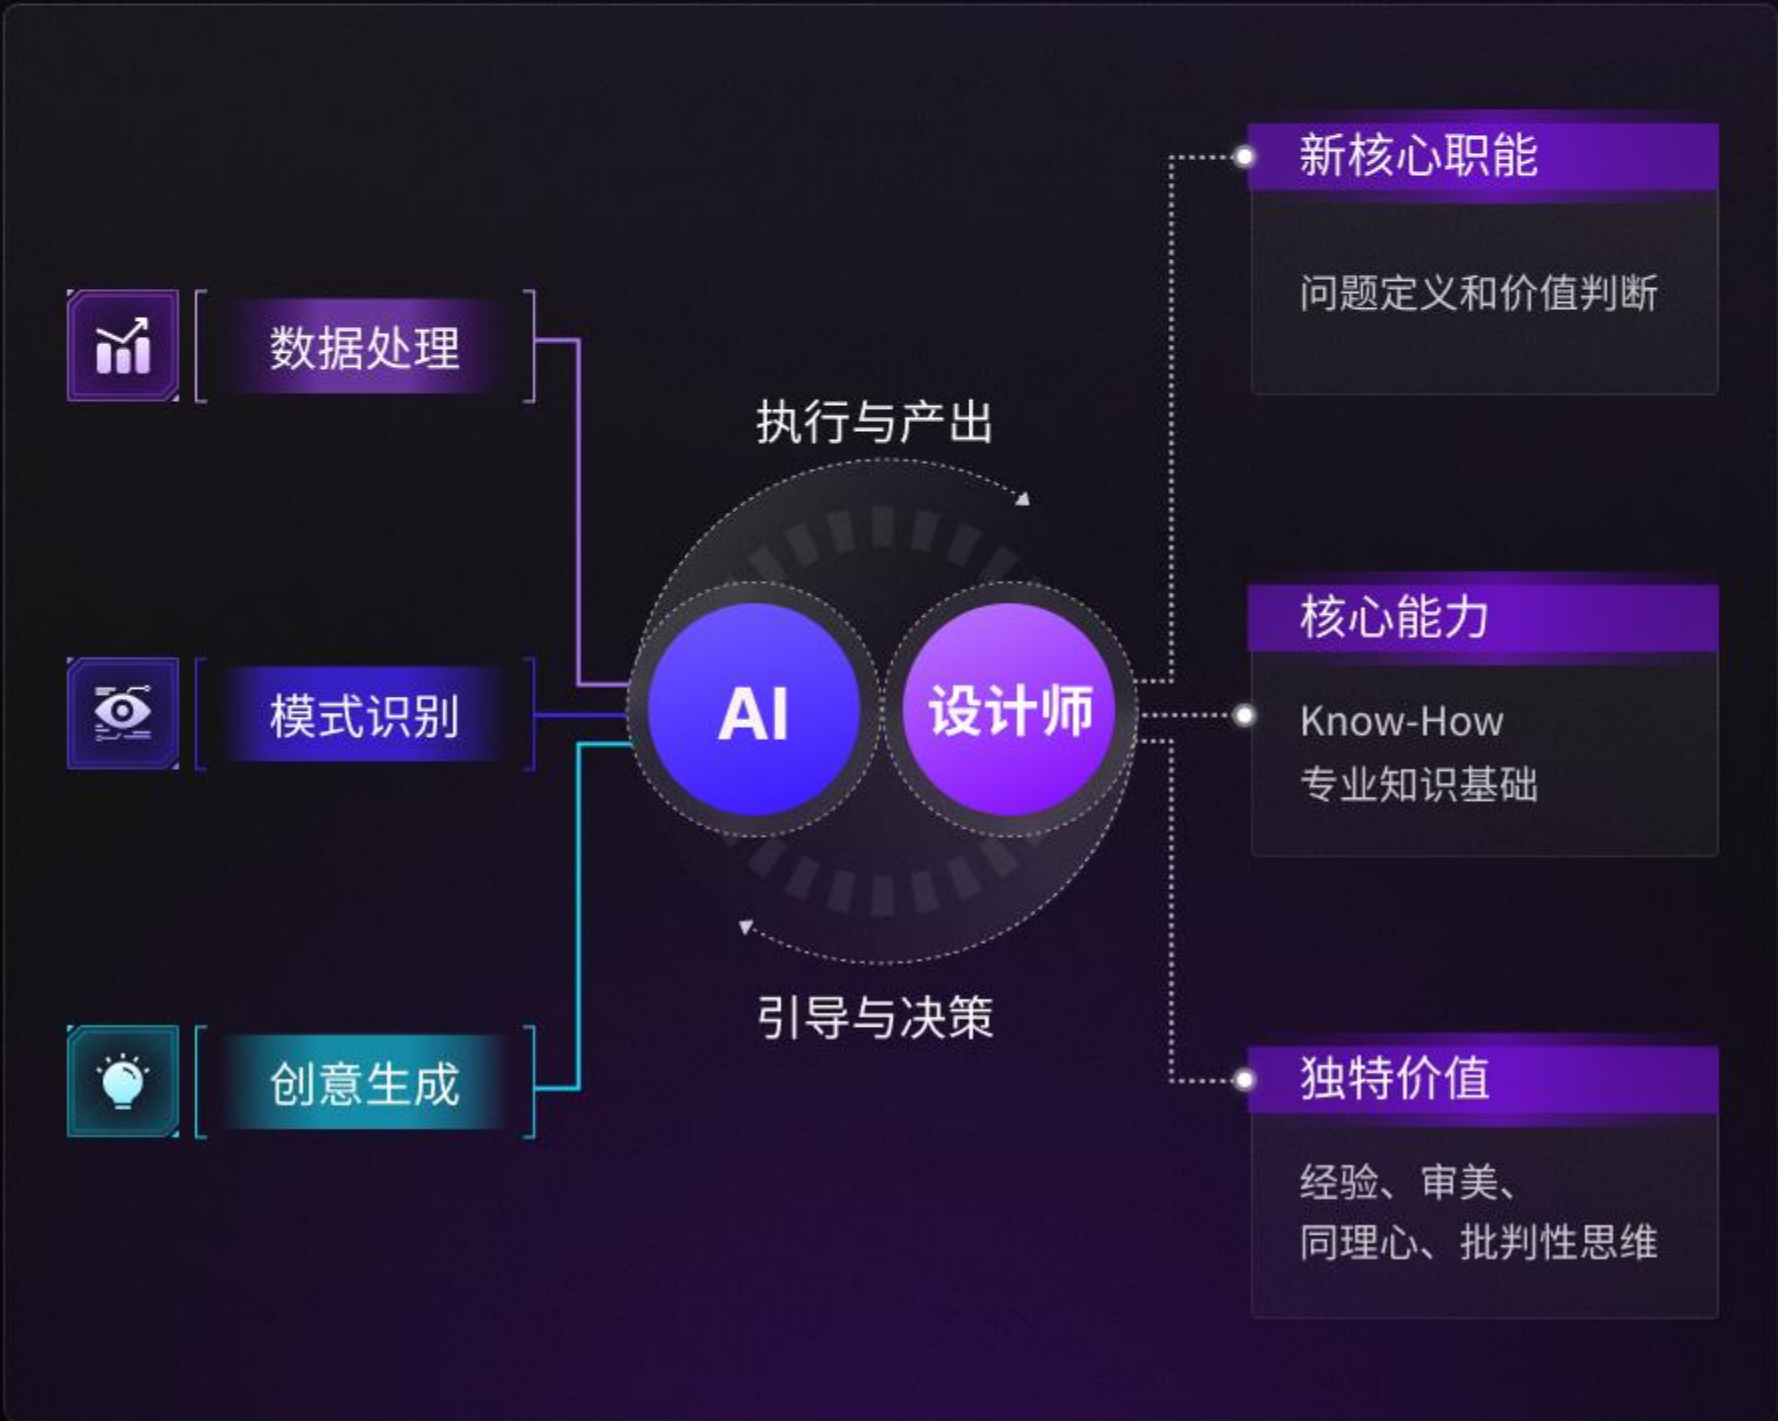 数据处理
模式识别
创意生成
执行与产出
AI
设计师
引导与决策
新核心职能
问题定义和价值判断
核心能力
Know-How
专业知识基础
独特价值
经验、审美、
同理心、批判性思维